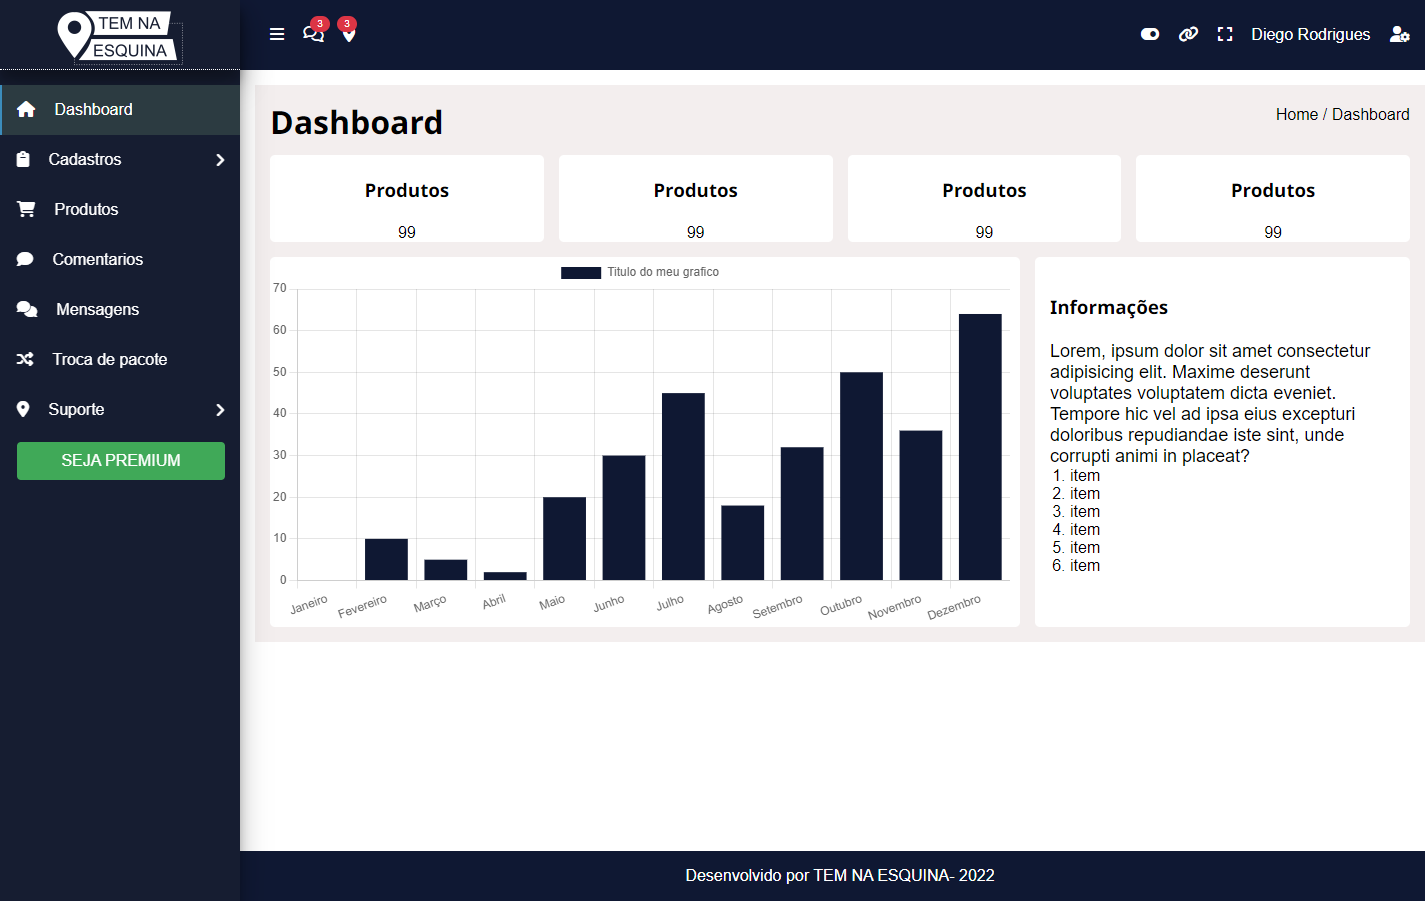 TEM NA
ESQUINA
3
3
Diego Rodrigues
Dashboard
Cadastros
Produtos
Comentarios
Mensagens
Troca de pacote
Suporte
SEJA PREMIUM
Dashboard
Home / Dashboard
Produtos
99
Produtos
99
Produtos
99
Produtos
99
Titulo do meu grafico
70
60
50
40
30
20
10
0
Janeiro
Fevereiro
Março
Abril
Maio
Junho
Julho
Agosto
Setembro
Outubro
Novembro
Dezembro
Informações
Lorem, ipsum dolor sit amet consectetur
adipisicing elit. Maxime deserunt
voluptates voluptatem dicta eveniet.
Tempore hic vel ad ipsa eius excepturi
doloribus repudiandae iste sint, unde
corrupti animi in placeat?
1. item
2. item
3. item
4. item
5. item
6. item
Desenvolvido por TEM NA ESQUINA- 2022